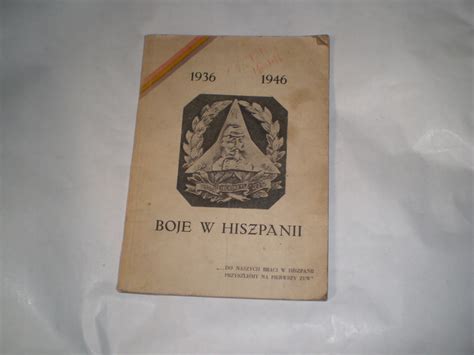 1936 1946
BOJE W HISZPANII
„...DO NASZYCH BRACI W HISZPANII
PRZYSZLIŚMY NA PIERWSZY ZEW"